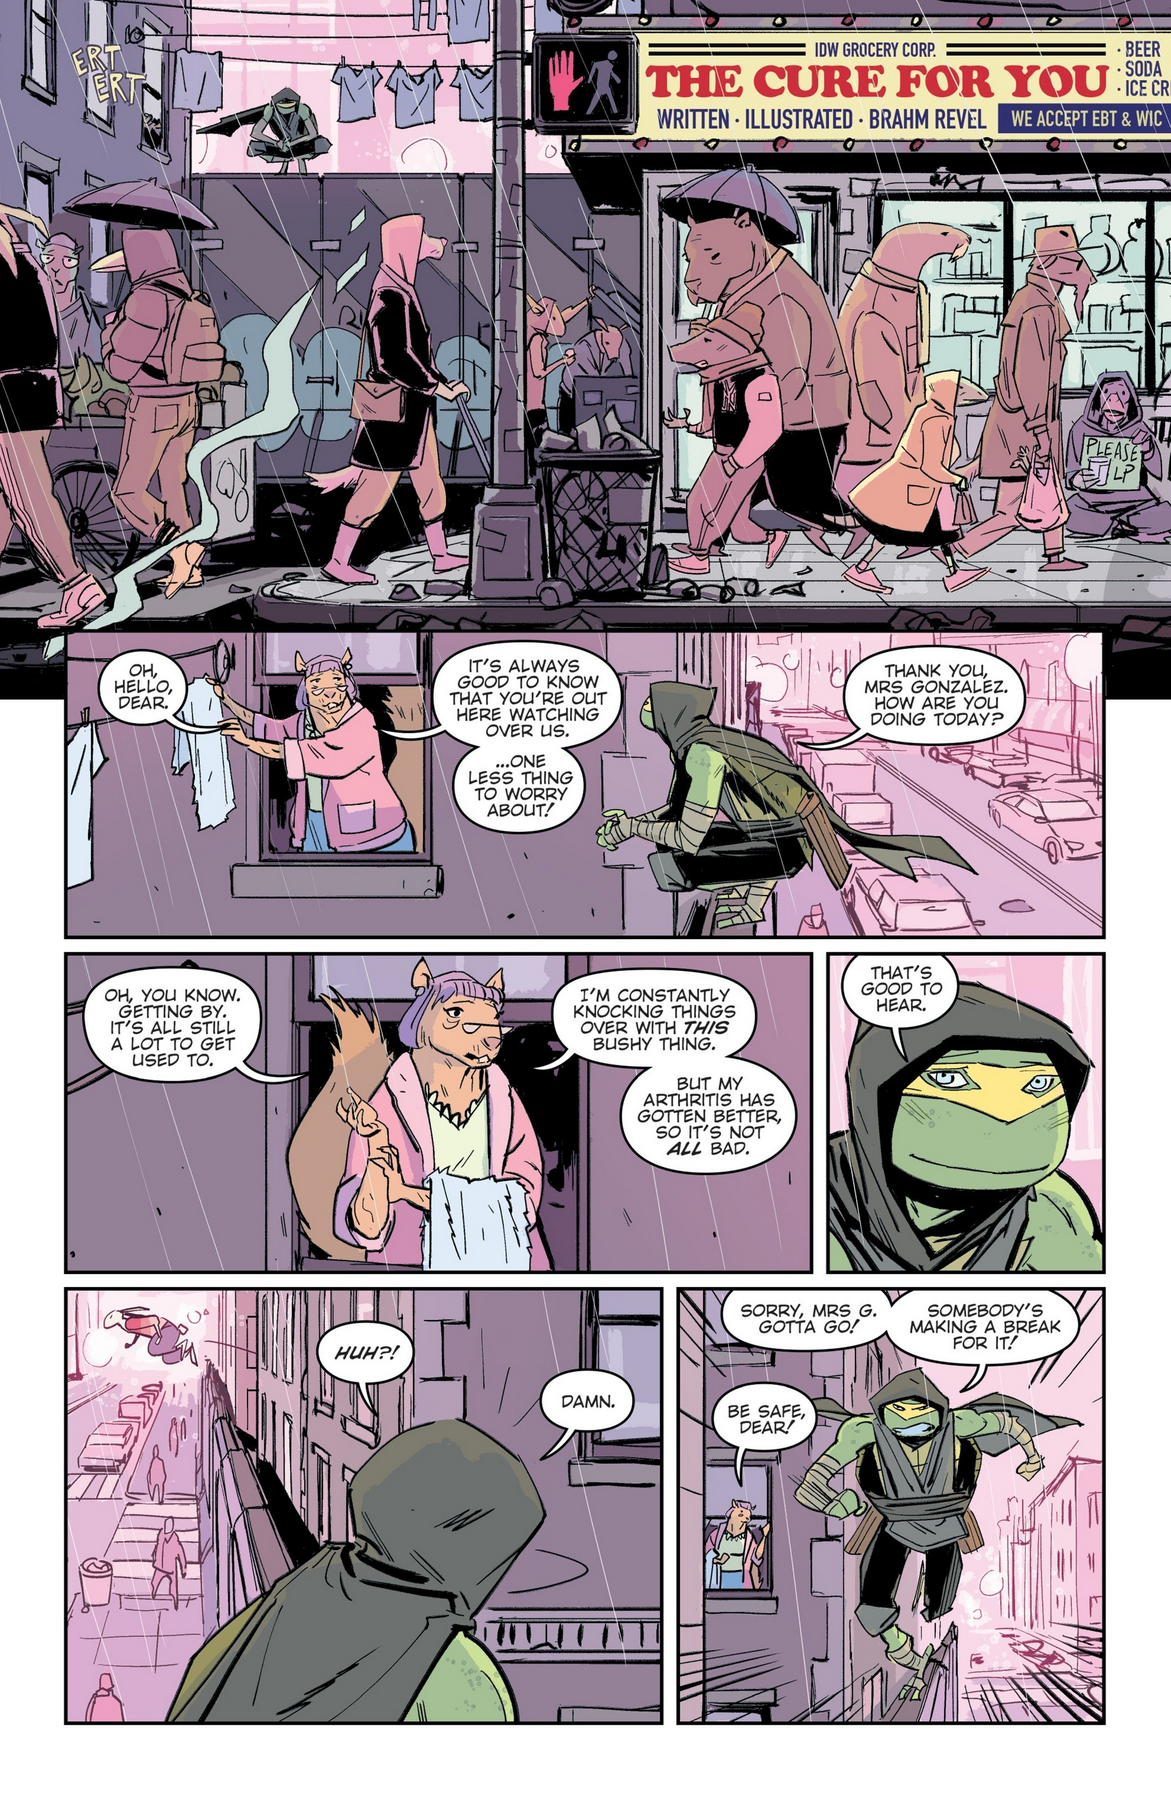 ERT
ERT
IDW GROCERY CORP.
THE CURE FOR YOU
WRITTEN · ILLUSTRATED · BRAHM REVEL
WE ACCEPT EBT & WIC
· BEER
· SODA
ICE CR
PLEASE
LP
OH,
HELLO,
DEAR.
IT'S ALWAYS
GOOD TO KNOW
THAT YOU'RE OUT
HERE WATCHING
OVER US.
...ONE
LESS THING
TO WORRY
ABOUT!
THANK YOU,
MRS GONZALEZ.
HOW ARE YOU
DOING TODAY?
OH, YOU KNOW.
GETTING BY.
IT'S ALL STILL
A LOT TO GET
USED TO.
I'M CONSTANTLY
KNOCKING THINGS
OVER WITH THIS
BUSHY THING.
BUT MY
ARTHRITIS HAS
GOTTEN BETTER,
SO IT'S NOT
ALL BAD.
THAT'S
GOOD TO
HEAR.
HUH?!
DAMN.
SORRY, MRS G.
GOTTA GO!
SOMEBODY'S
MAKING A BREAK
FOR IT!
BE SAFE,
DEAR!